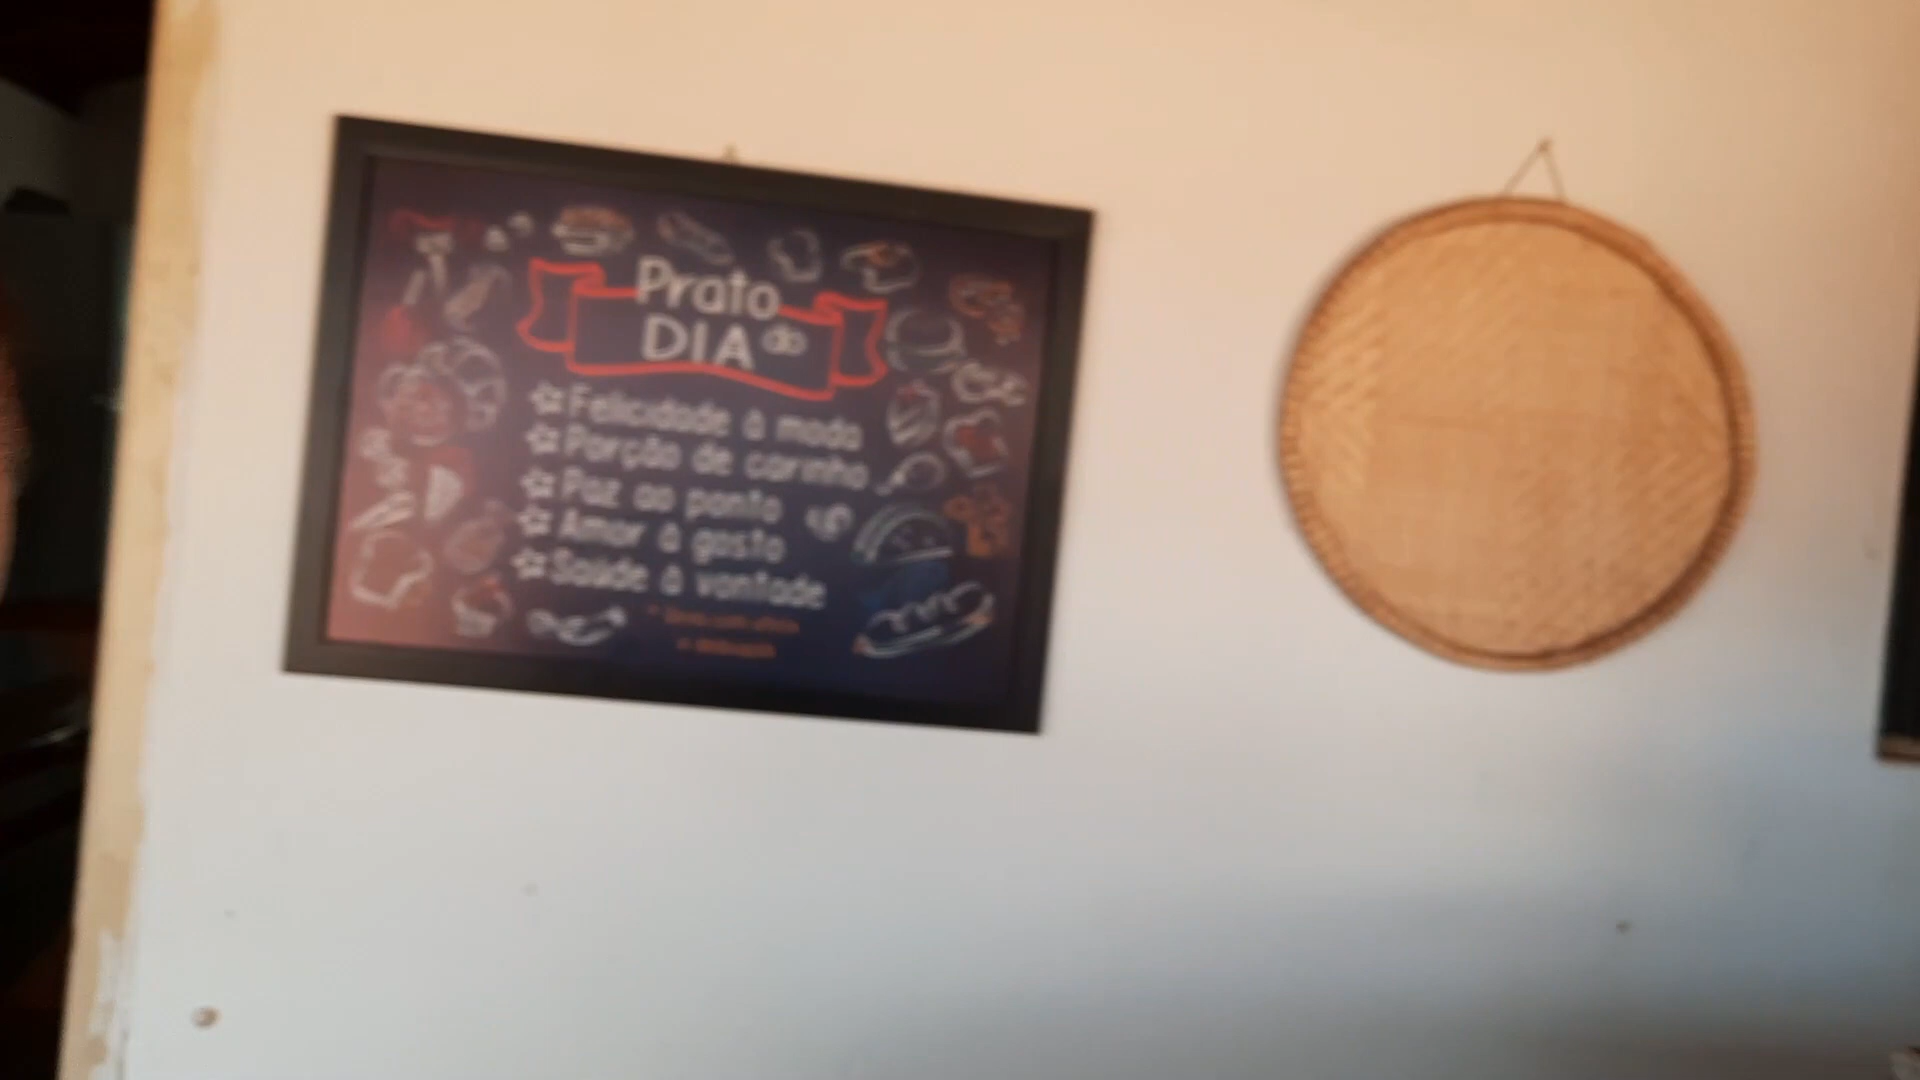 Prato
do
DIA
Felicidade à moda
Porção de carinho
Paz ao ponto
Amor à gosto
Saúde à vontade